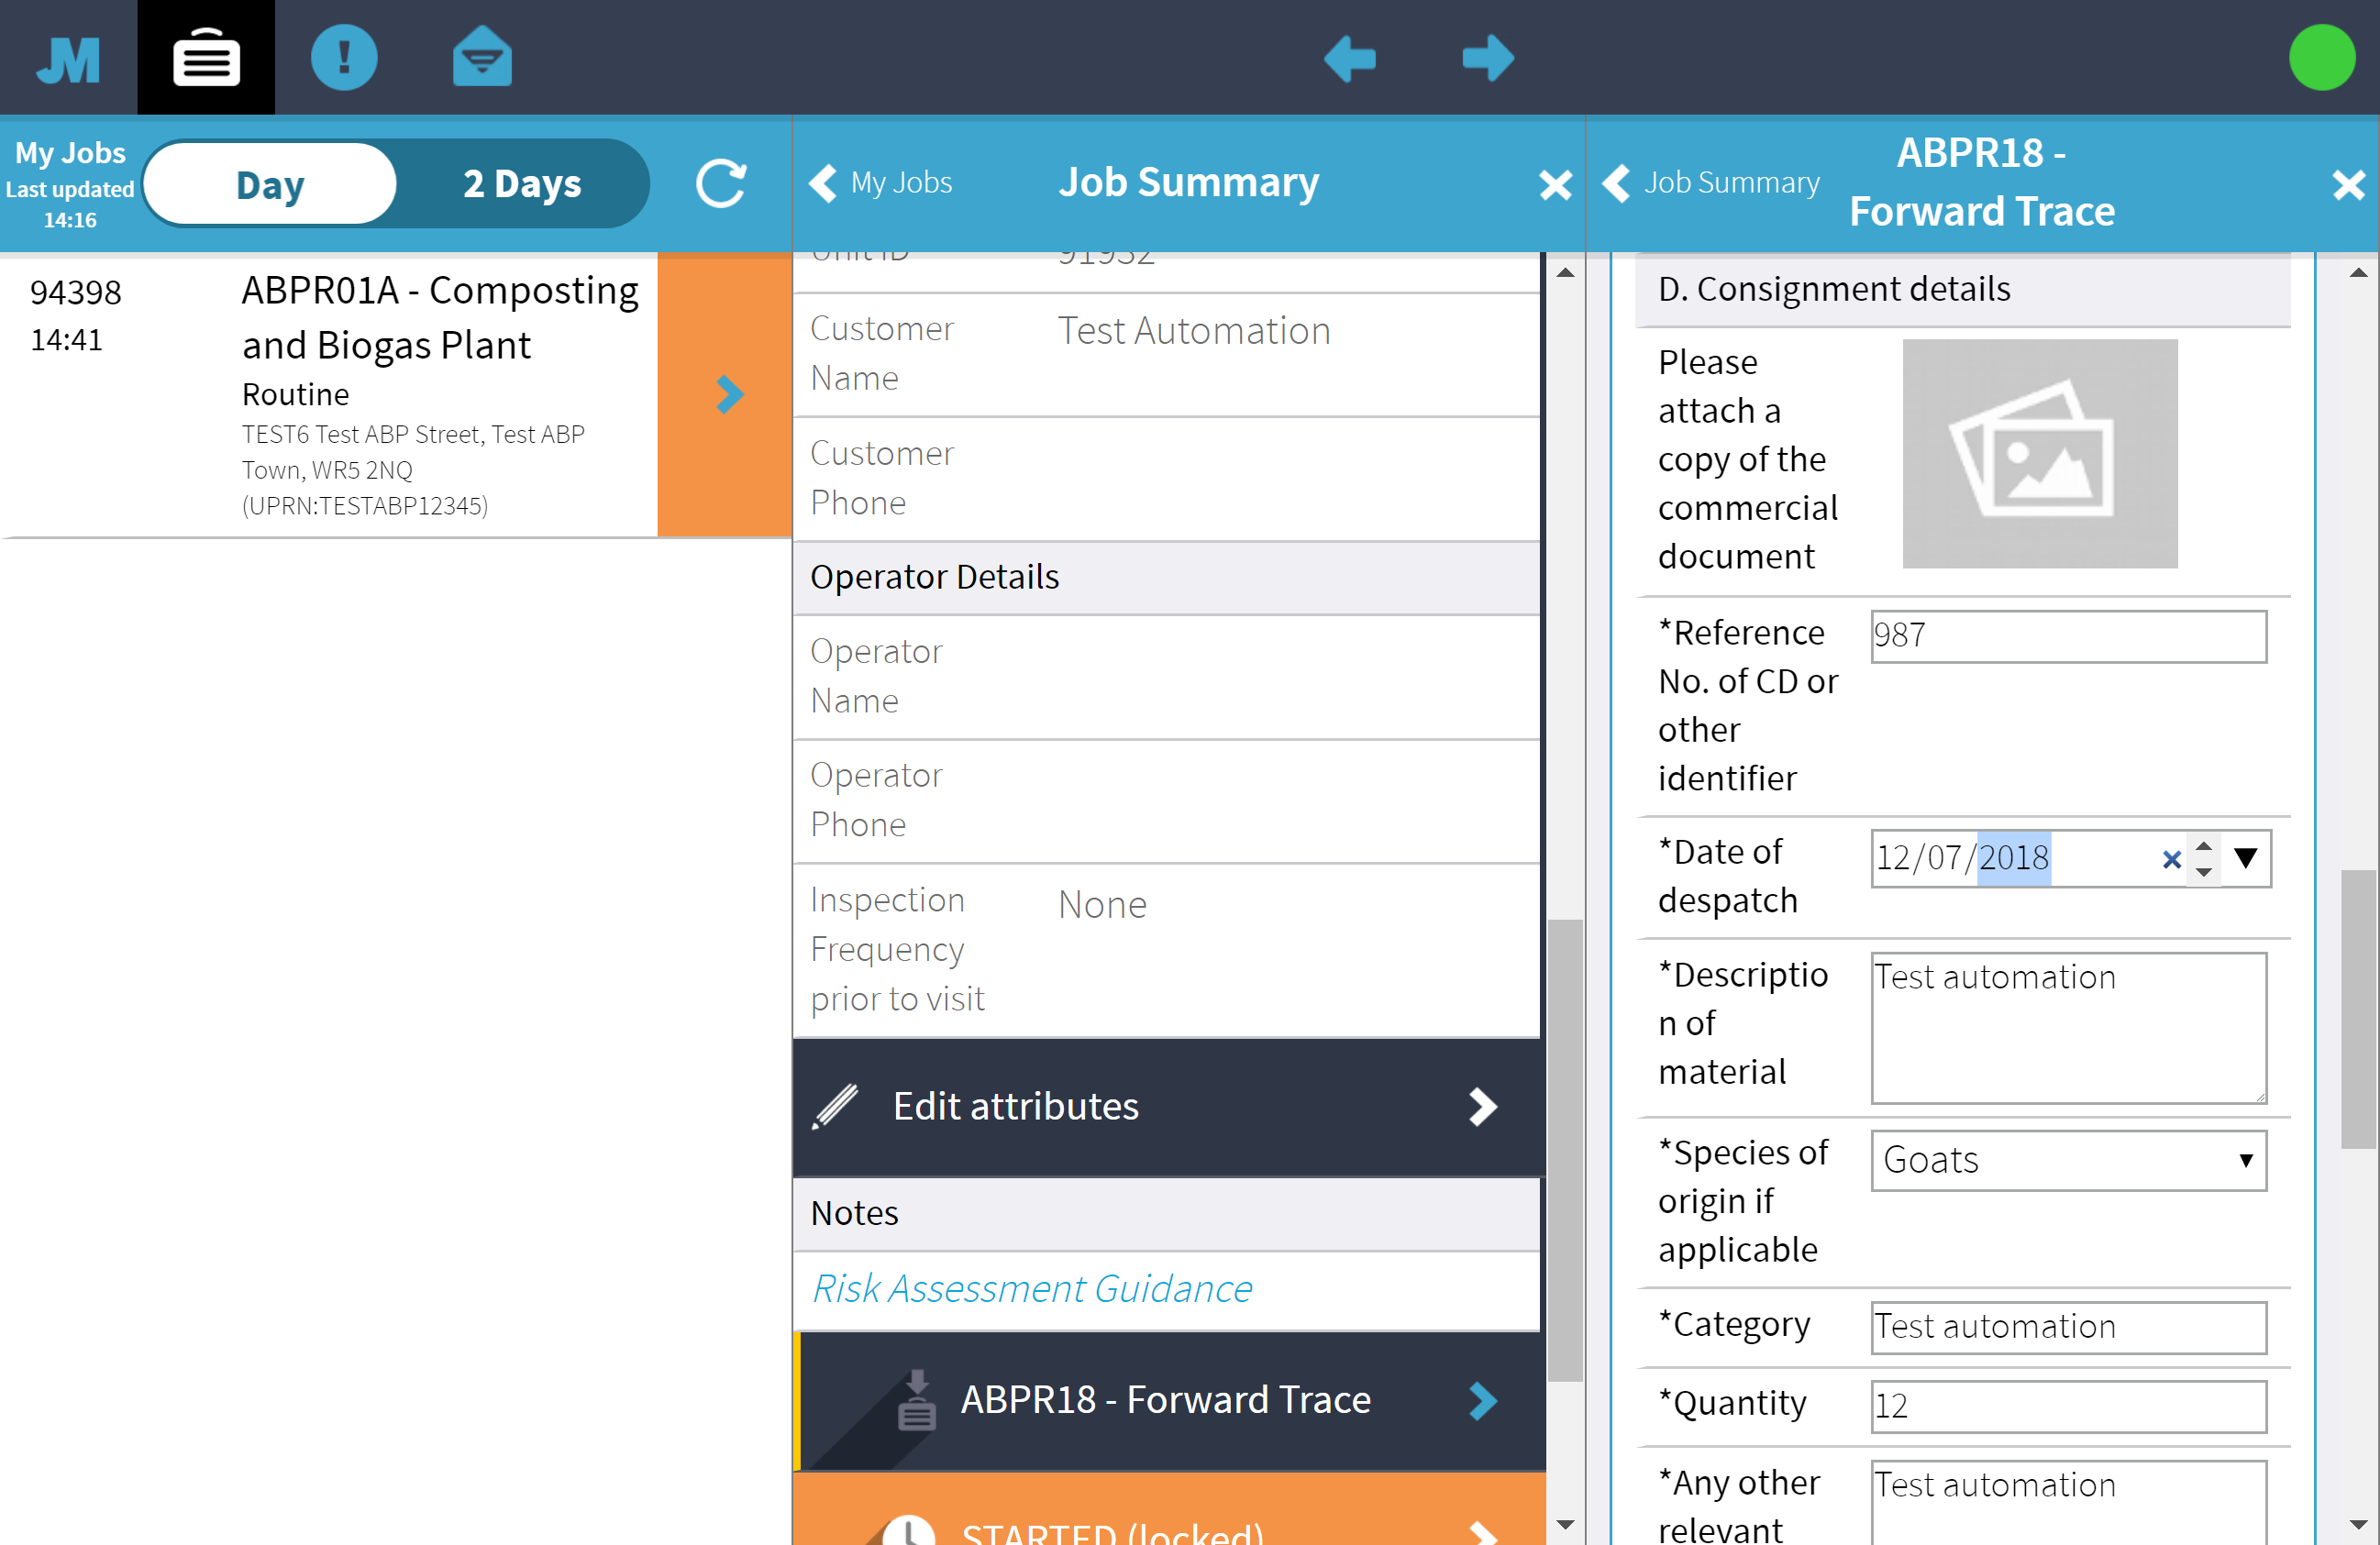 JM
My Jobs
Last updated
14:16
Day
2 Days
94398
14:41
ABPR01A - Composting
and Biogas Plant
Routine
TEST6 Test ABP Street, Test ABP
Town, WR5 2NQ
(UPRN:TESTABP12345)
My Jobs
Job Summary
Unit ID
91952
Customer
Name
Test Automation
Customer
Phone
Operator Details
Operator
Name
Operator
Phone
Inspection
Frequency
prior to visit
None
Edit attributes
Notes
Risk Assessment Guidance
ABPR18 - Forward Trace
STARTED (locked)
Job Summary
ABPR18 -
Forward Trace
D. Consignment details
Please
attach a
copy of the
commercial
document
*Reference
No. of CD or
other
identifier
987
*Date of
despatch
12/07/2018
*Descriptio
n of
material
Test automation
*Species of
origin if
applicable
Goats
*Category
Test automation
*Quantity
12
*Any other
relevant
Test automation